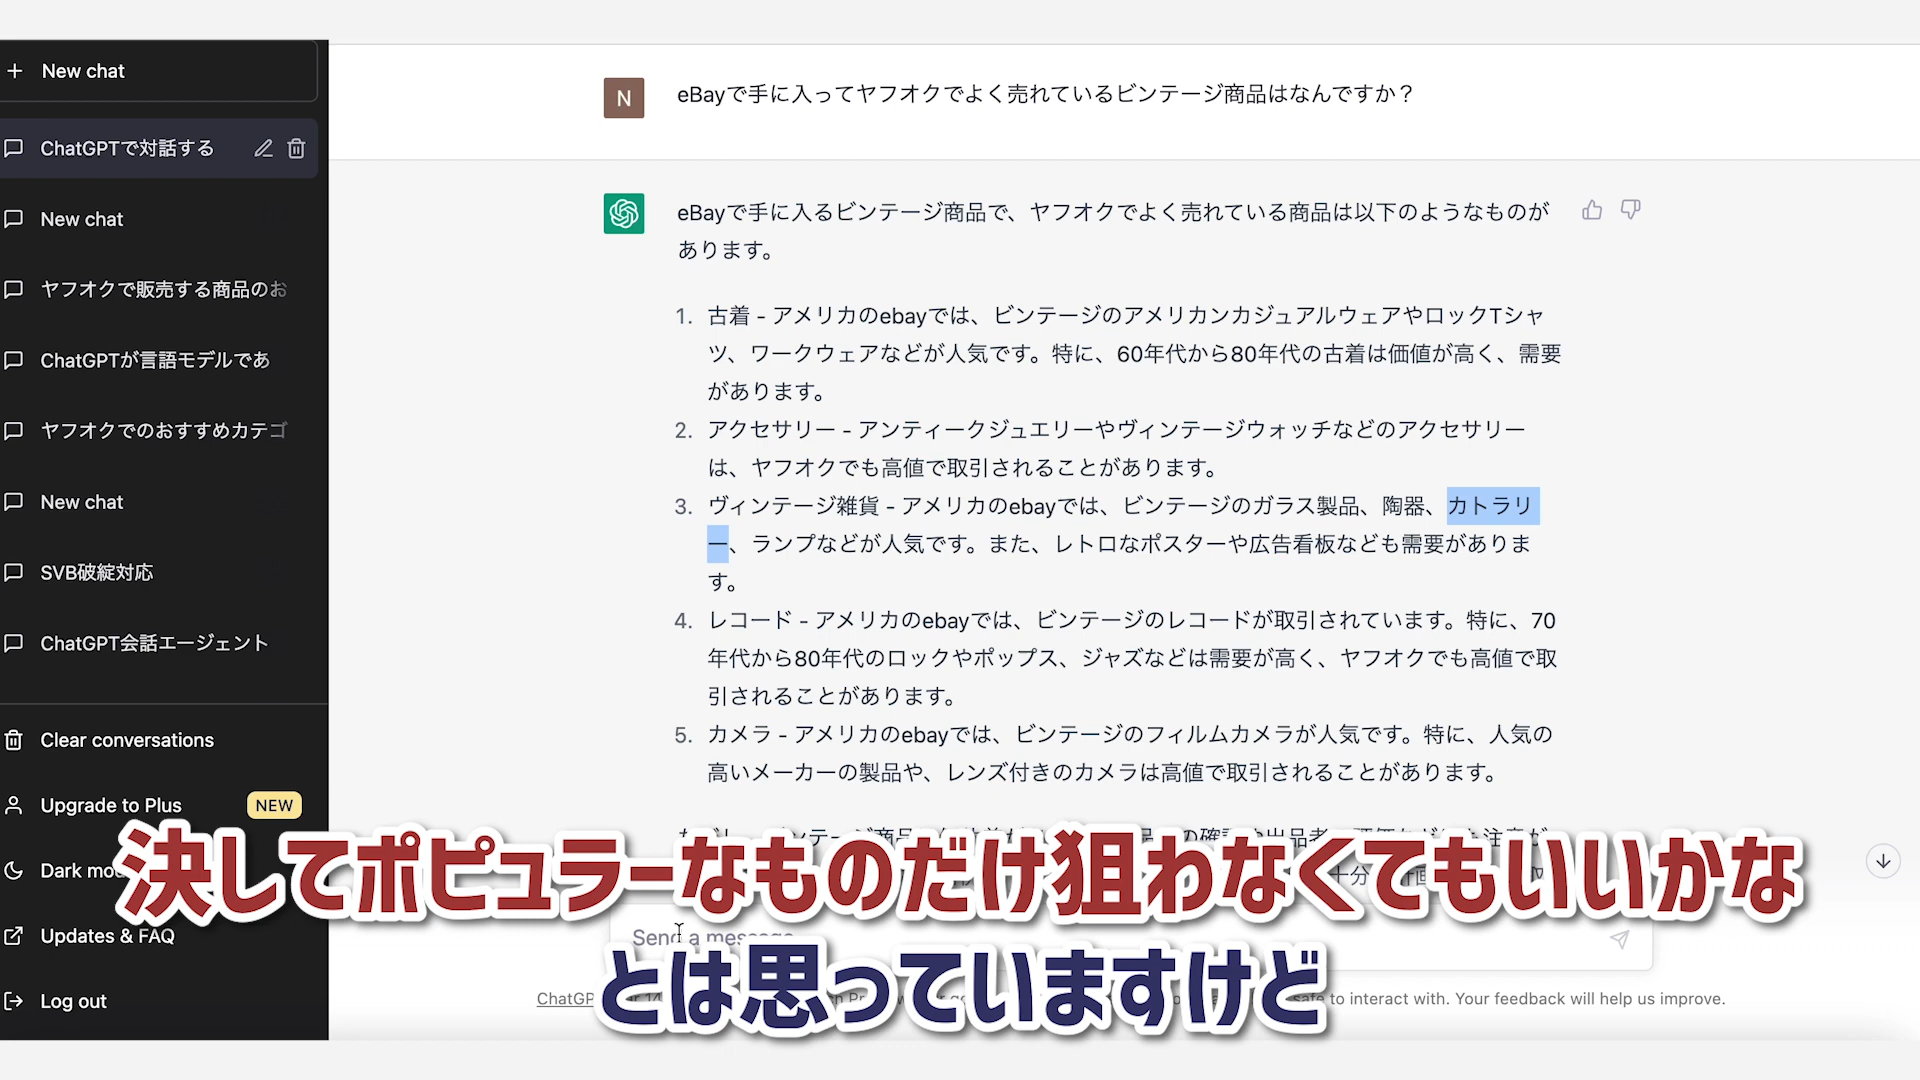 New chat
ChatGPTで対話する
New chat
ヤフオクで販売する商品のお
ChatGPTが言語モデルであ
ヤフオクでのおすすめカテゴ
New chat
SVB破綻対応
ChatGPT会話エージェント
Clear conversations
Upgrade to Plus
NEW
Dark mo
Updates & FAQ
Log out
N
eBayで手に入ってヤフオクでよく売れているビンテージ商品はなんですか？
eBayで手に入るビンテージ商品で、ヤフオクでよく売れている商品は以下のようなものが
あります。
1. 古着 - アメリカのebayでは、ビンテージのアメリカンカジュアルウェアやロックTシャ
ツ、ワークウェアなどが人気です。特に、60年代から80年代の古着は価値が高く、需要
があります。
2. アクセサリー - アンティークジュエリーやヴィンテージウォッチなどのアクセサリー
は、ヤフオクでも高値で取引されることがあります。
3. ヴィンテージ雑貨 - アメリカのebayでは、ビンテージのガラス製品、陶器、カトラリ
ー、ランプなどが人気です。また、レトロなポスターや広告看板なども需要がありま
す。
4. レコード - アメリカのebayでは、ビンテージのレコードが取引されています。特に、70
年代から80年代のロックやポップス、ジャズなどは需要が高く、ヤフオクでも高値で取
引されることがあります。
5. カメラ - アメリカのebayでは、ビンテージのフィルムカメラが人気です。特に、人気の
高いメーカーの製品や、レンズ付きのカメラは高値で取引されることがあります。
決してポピュラーなものだけ狙わなくてもいいかな
Send a message
とは思っていますけど
safe to interact with. Your feedback will help us improve.